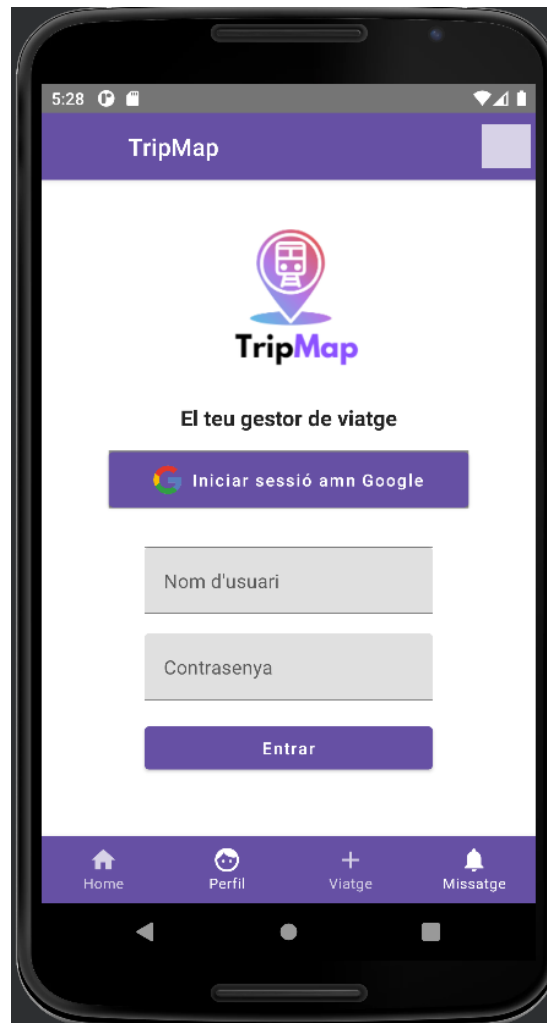 5:28
TripMap
TripMap
El teu gestor de viatge
Iniciar sessió amn Google
Nom d'usuari
Contrasenya
Entrar
Home Perfil Viatge Missatge